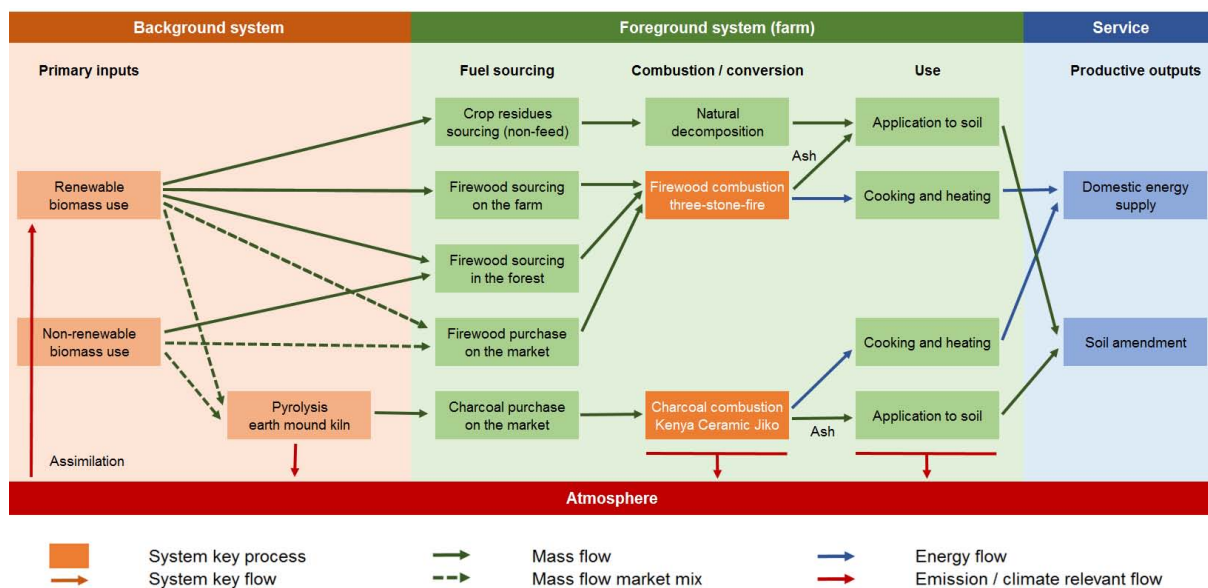 Background system
Foreground system (farm)
Service
Primary inputs
Fuel sourcing
Combustion / conversion
Use
Productive outputs
Crop residues
sourcing (non-feed)
Natural
decomposition
Application to soil
Ash
Renewable
biomass use
Firewood sourcing
on the farm
Firewood combustion
three-stone-fire
Cooking and heating
Domestic energy
supply
Firewood sourcing
in the forest
Non-renewable
biomass use
Firewood purchase
on the market
Cooking and heating
Soil amendment
Pyrolysis
earth mound kiln
Charcoal purchase
on the market
Charcoal combustion
Kenya Ceramic Jiko
Ash
Application to soil
Assimilation
Atmosphere
System key process
Mass flow
Energy flow
System key flow
Mass flow market mix
Emission / climate relevant flow